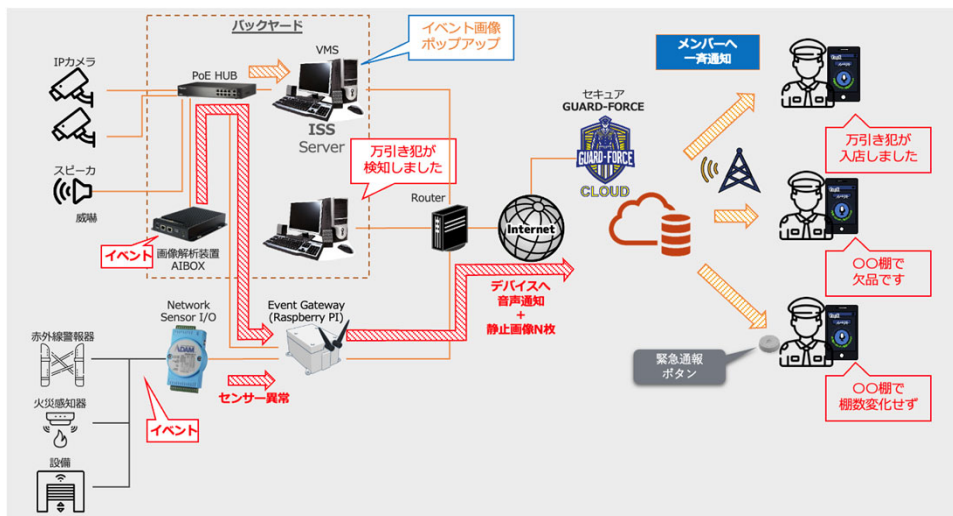 バックヤード
イベント画像
ポップアップ
メンバーへ
一斉通知
IPカメラ
PoE HUB
VMS
セキュア
GUARD-FORCE
ISS
Server
GUARD-FORCE
CLOUD
万引き犯が
検知しました
万引き犯が
入店しました
スピーカ
威嚇
Router
Internet
イベント
画像解析装置
AIBOX
〇〇棚で
欠品です
デバイスへ
音声通知
+
静止画像N枚
Network
Sensor I/O
Event Gateway
(Raspberry PI)
赤外線警報器
ADAM
センサー異常
緊急通報
ボタン
火災感知器
イベント
〇〇棚で
棚数変化せず
設備